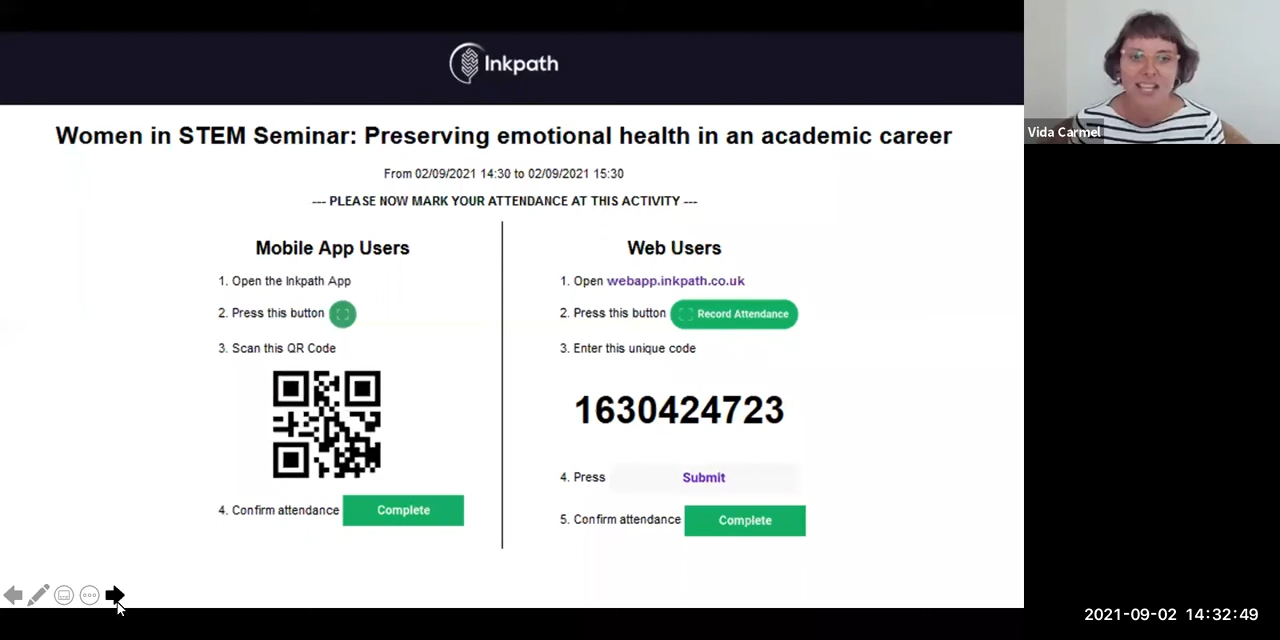 Inkpath
Women in STEM Seminar: Preserving emotional health in an academic career
From 02/09/2021 14:30 to 02/09/2021 15:30
--- PLEASE NOW MARK YOUR ATTENDANCE AT THIS ACTIVITY ---
Mobile App Users
1. Open the Inkpath App
2. Press this button
3. Scan this QR Code
4. Confirm attendance Complete
Web Users
1. Open webapp.inkpath.co.uk
2. Press this button Record Attendance
3. Enter this unique code
1630424723
4. Press Submit
5. Confirm attendance Complete
Vida Carmel
2021-09-02 14:32:49